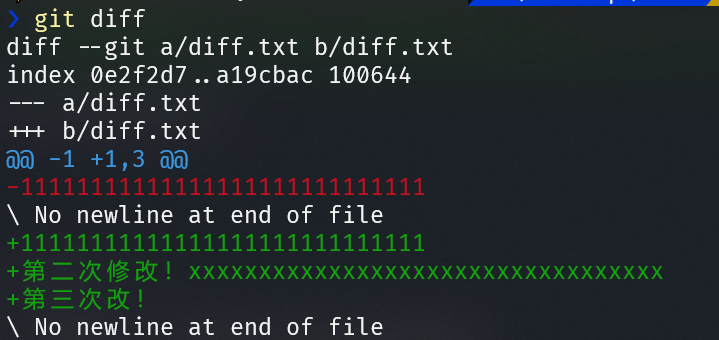 ❯ git diff
diff --git a/diff.txt b/diff.txt
index 0e2f2d7..a19cbac 100644
--- a/diff.txt
+++ b/diff.txt
@@ -1 +1,3 @@
-11111111111111111111111111111
\ No newline at end of file
+11111111111111111111111111111
+第二次修改！xxxxxxxxxxxxxxxxxxxxxxxxxxxxxxxxxx
+第三次改！
\ No newline at end of file